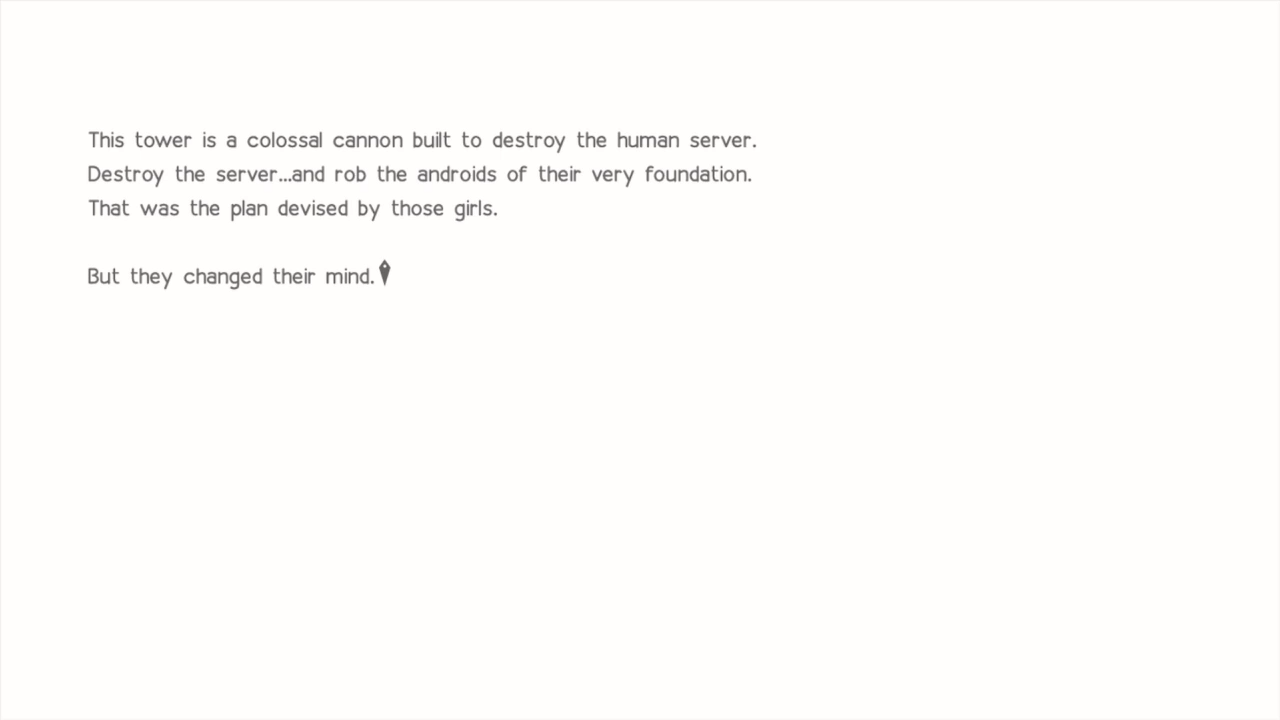 This tower is a colossal cannon built to destroy the human server.
Destroy the server...and rob the androids of their very foundation.
That was the plan devised by those girls.
But they changed their mind.